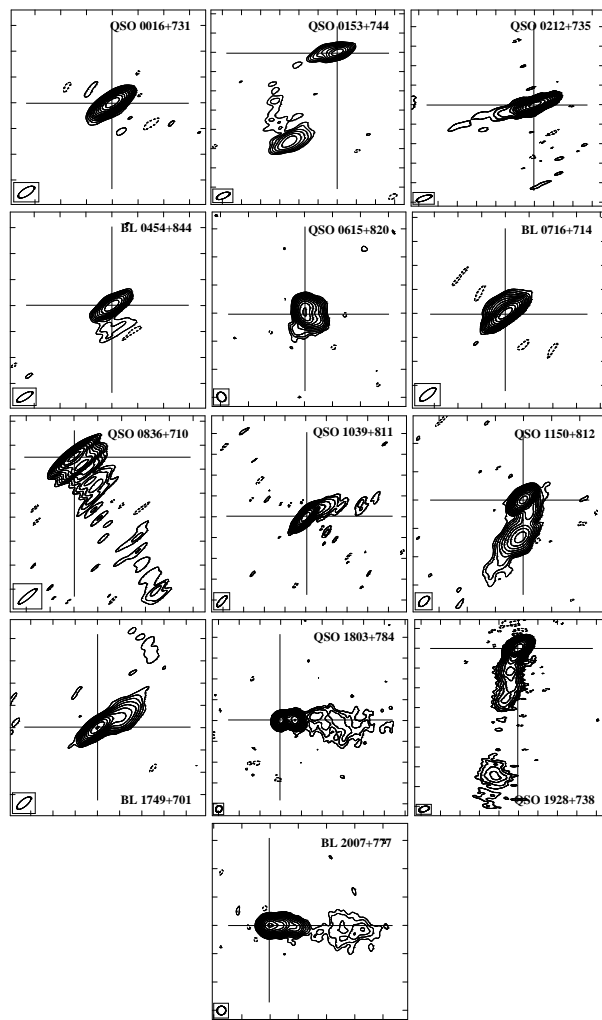 QSO 0016+731
QSO 0153+744
QSO 0212+735
BL 0454+844
QSO 0615+820
BL 0716+714
QSO 0836+710
QSO 1039+811
QSO 1150+812
BL 1749+701
QSO 1803+784
QSO 1928+738
BL 2007+777